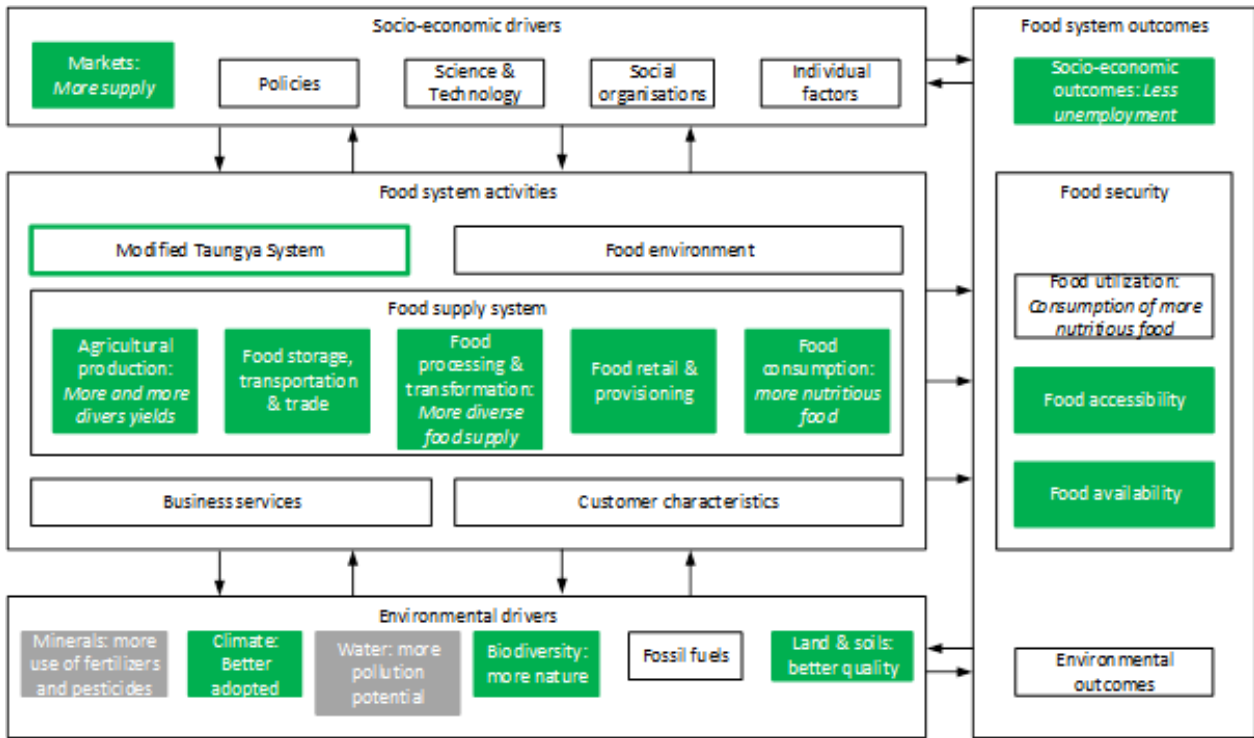 Socio-economic drivers
Markets:
More supply
Policies
Science &
Technology
Social
organisations
Individual
factors
Food system outcomes
Socio-economic
outcomes: Less
unemployment
Food system activities
Modified Taungya System
Food environment
Food supply system
Agricultural
production:
More and more
divers yields
Food storage,
transportation
& trade
Food
processing &
transformation:
More diverse
food supply
Food retail &
provisioning
Food
consumption:
more nutritious
food
Business services
Customer characteristics
Food security
Food utilization:
Consumption of more
nutritious food
Food accessibility
Food availability
Environmental drivers
Minerals: more
use of fertilizers
and pesticides
Climate:
Better
adopted
Water: more
pollution
potential
Biodiversity:
more nature
Fossil fuels
Land & soils:
better quality
Environmental
outcomes